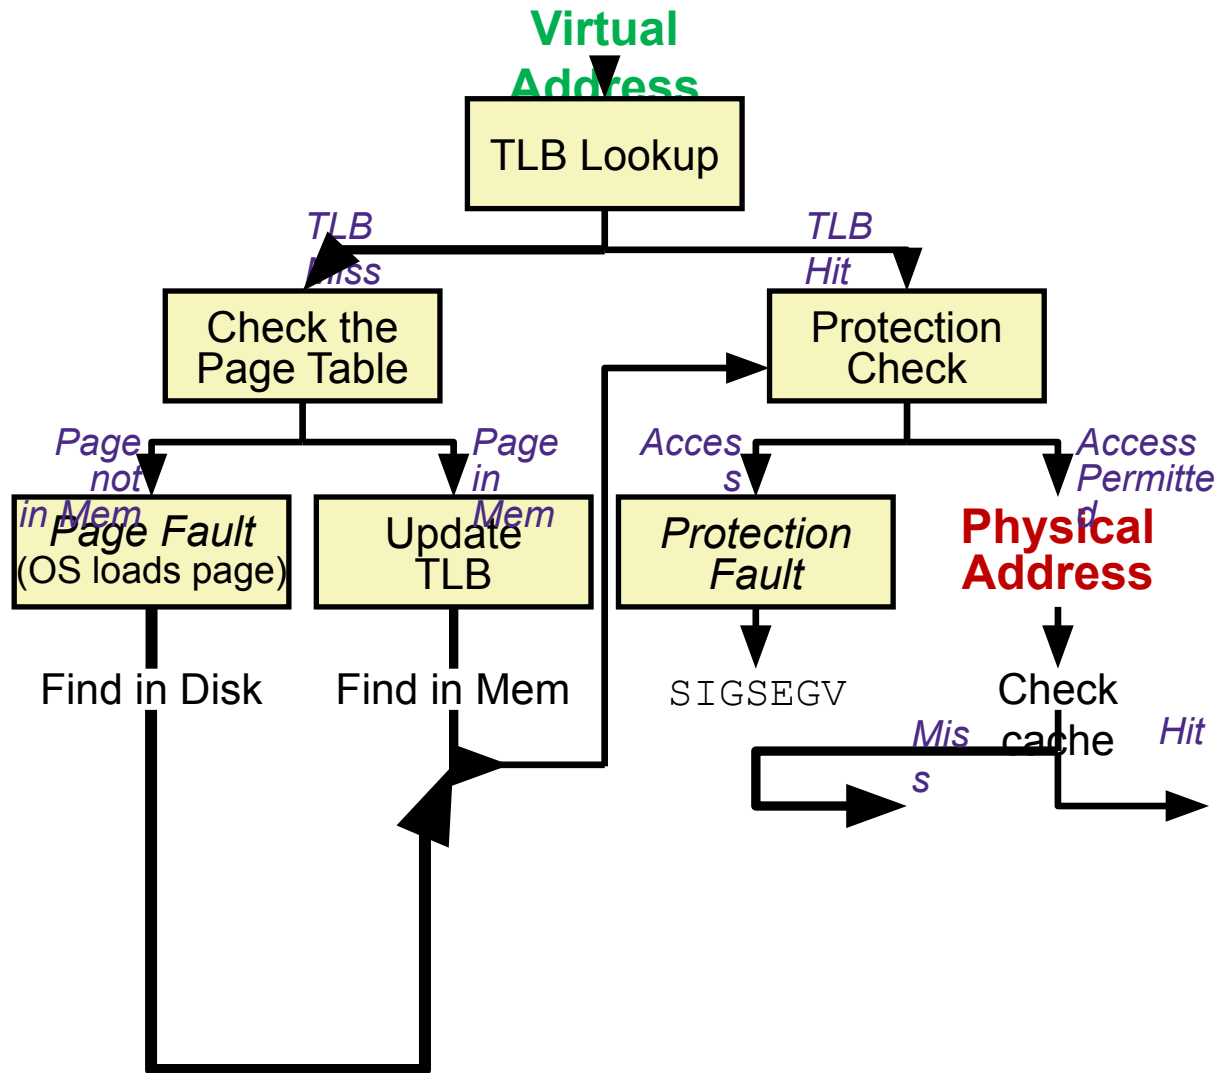 Virtual
Address
TLB Lookup
TLB
Miss
TLB
Hit
Check the
Page Table
Protection
Check
Page
not
in Mem
Page
in
Mem
Acces
s
Access
Permitte
d
Page Fault
(OS loads page)
Update
TLB
Protection
Fault
Physical
Address
Find in Disk
Find in Mem
SIGSEGV
Check
cache
Mis
s
Hit